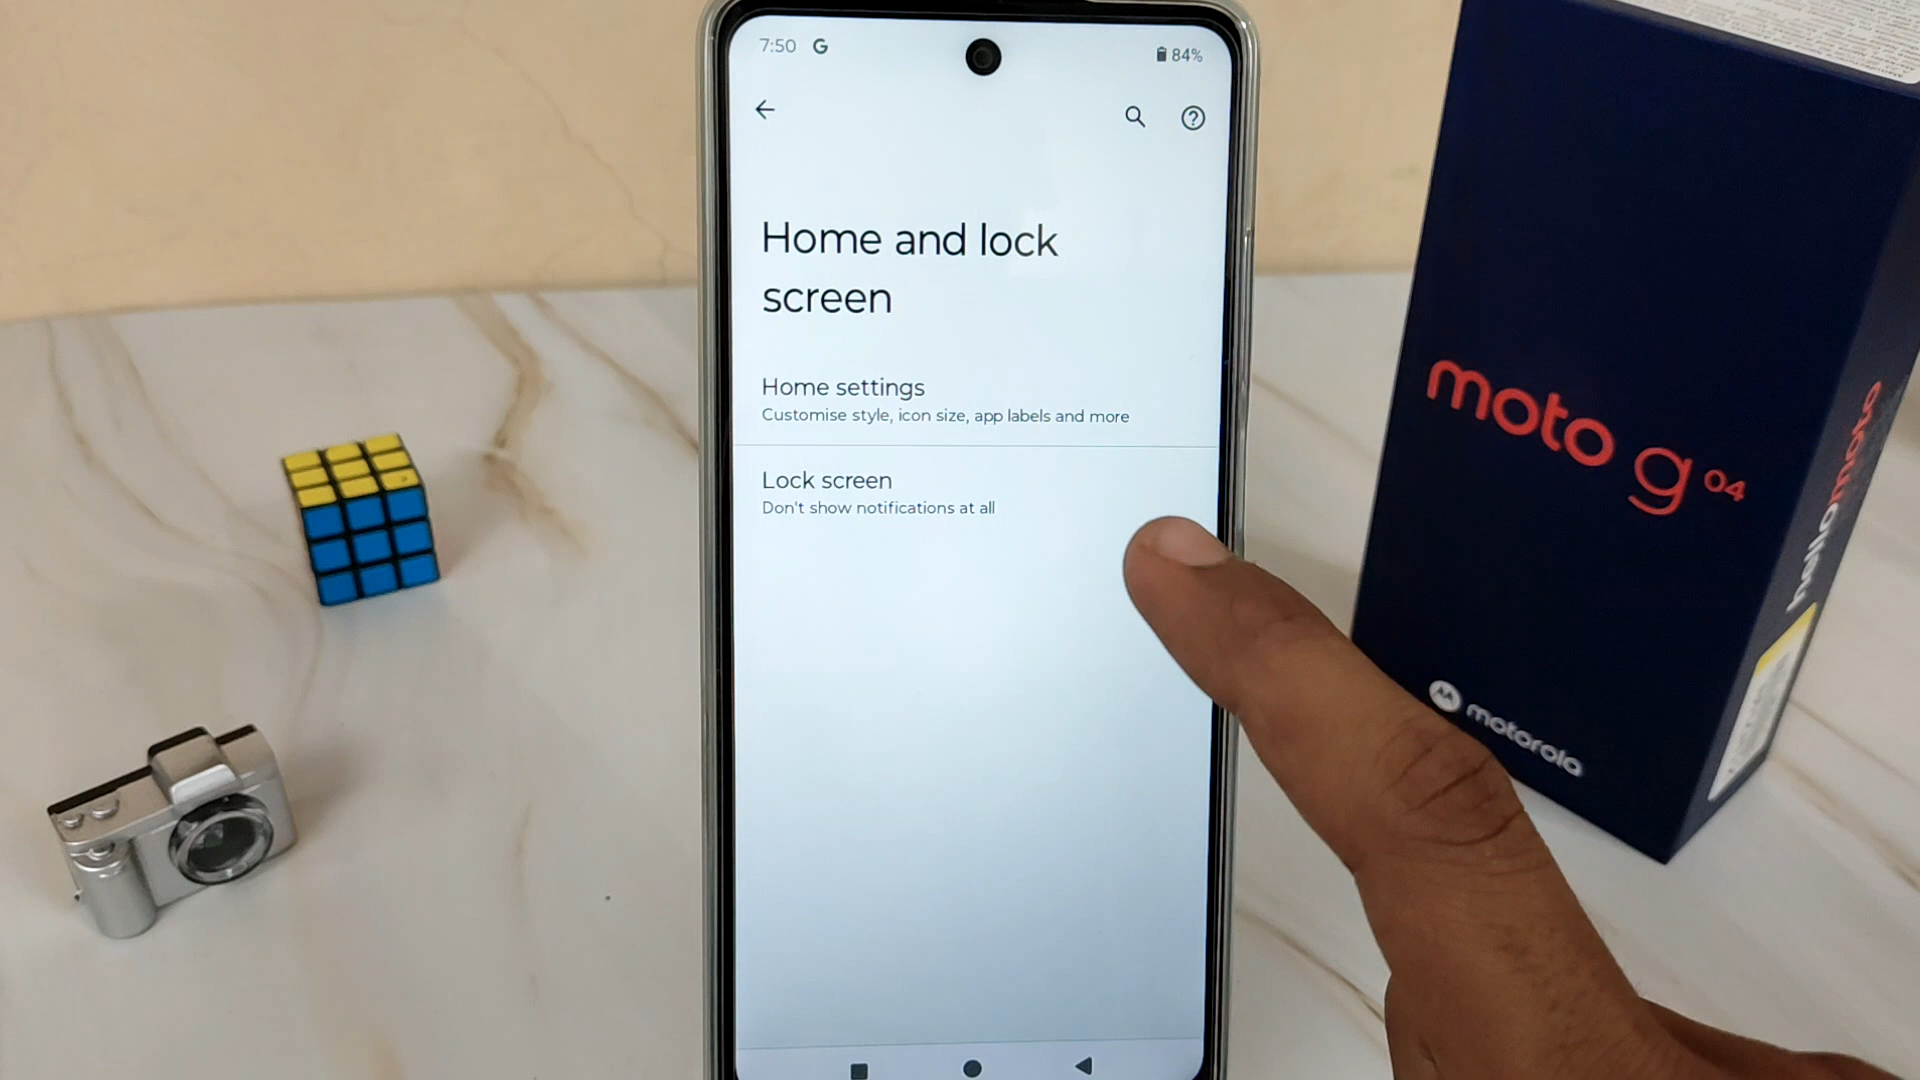 7:50 G
84%
Home and lock
screen
Home settings
Customise style, icon size, app labels and more
Lock screen
Don't show notifications at all
moto g04
motorola
hellomoto